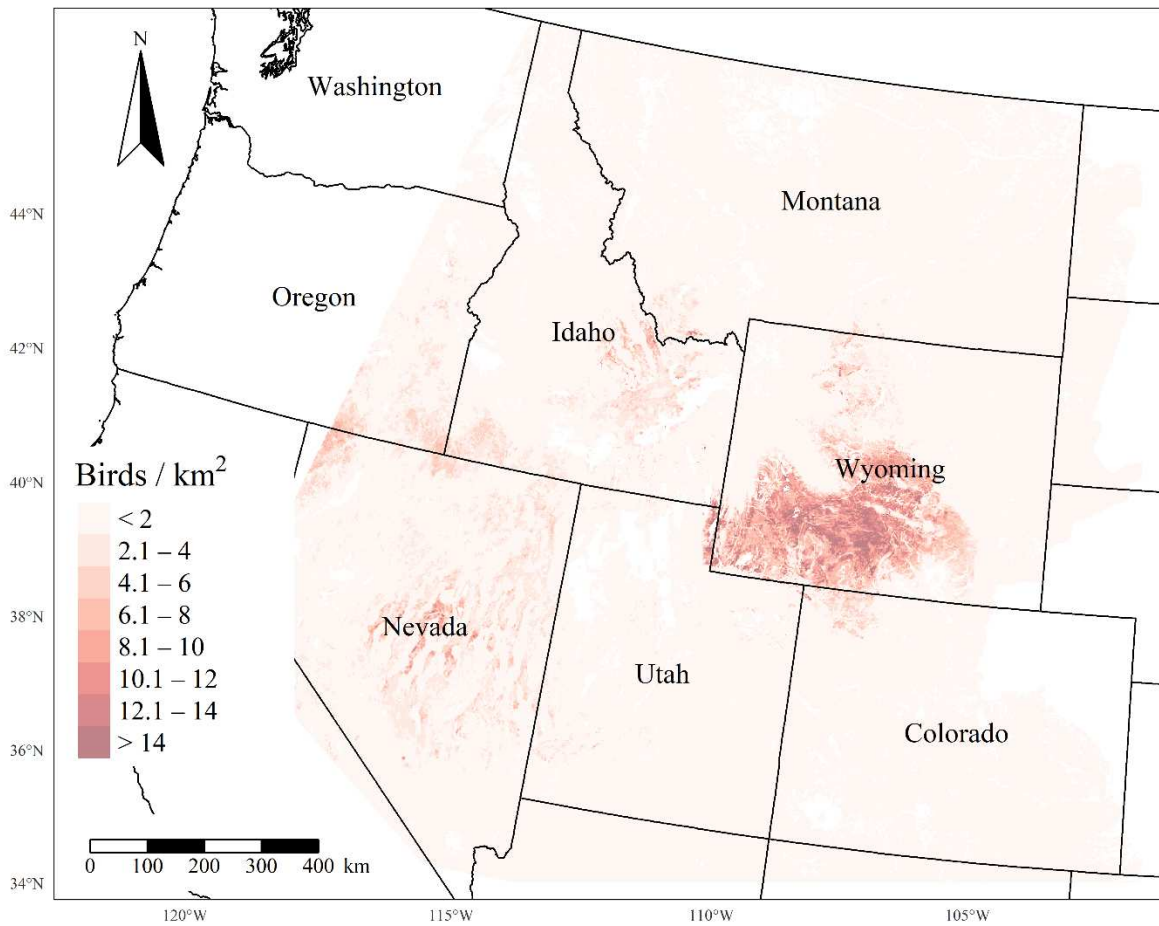 N
Washington
Montana
44°N
Oregon
Idaho
42°N
Wyoming
40°N
Birds / km²
< 2
2.1 – 4
4.1 – 6
6.1 – 8
8.1 – 10
10.1 – 12
12.1 – 14
> 14
38°N
Nevada
Utah
Colorado
36°N
0 100 200 300 400 km
34°N
120°W 115°W 110°W 105°W